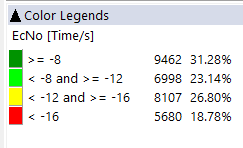 Color Legends
EcNo [Time/s]
>= -8 9462 31.28%
< -8 and >= -12 6998 23.14%
< -12 and >= -16 8107 26.80%
< -16 5680 18.78%